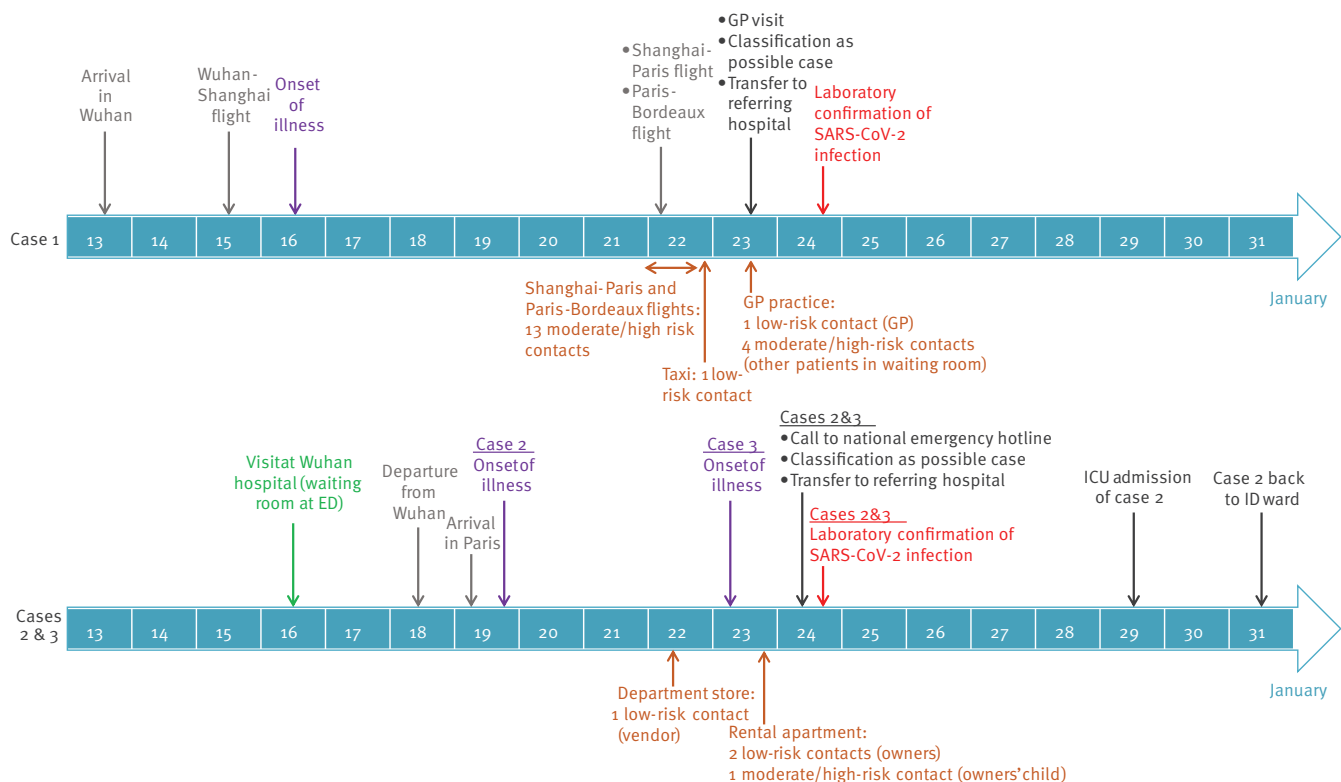 Arrival
in
Wuhan
Wuhan-
Shanghai
flight
Onset
of
illness
•Shanghai-
Paris flight
•Paris-
Bordeaux
flight
•GP visit
•Classification as
possible case
•Transfer to
referring
hospital
Laboratory
confirmation of
SARS-CoV-2
infection
Case 1
13 14 15 16 17 18 19 20 21 22 23 24 25 26 27 28 29 30 31
January
Shanghai-Paris and
Paris-Bordeaux flights:
13 moderate/high risk
contacts
Taxi: 1 low-
risk contact
GP practice:
1 low-risk contact (GP)
4 moderate/high-risk contacts
(other patients in waiting room)
Visitat Wuhan
hospital (waiting
room at ED)
Departure
from
Wuhan
Arrival
in Paris
Case 2
Onsetof
illness
Case 3
Onsetof
illness
Cases 2&3
•Call to national emergency hotline
•Classification as possible case
•Transfer to referring hospital
Cases 2&3
Laboratory confirmation of
SARS-CoV-2 infection
ICU admission
of case 2
Case 2 back
to ID ward
Cases
2 & 3
13 14 15 16 17 18 19 20 21 22 23 24 25 26 27 28 29 30 31
January
Department store:
1 low-risk contact
(vendor)
Rental apartment:
2 low-risk contacts (owners)
1 moderate/high-risk contact (owners'child)